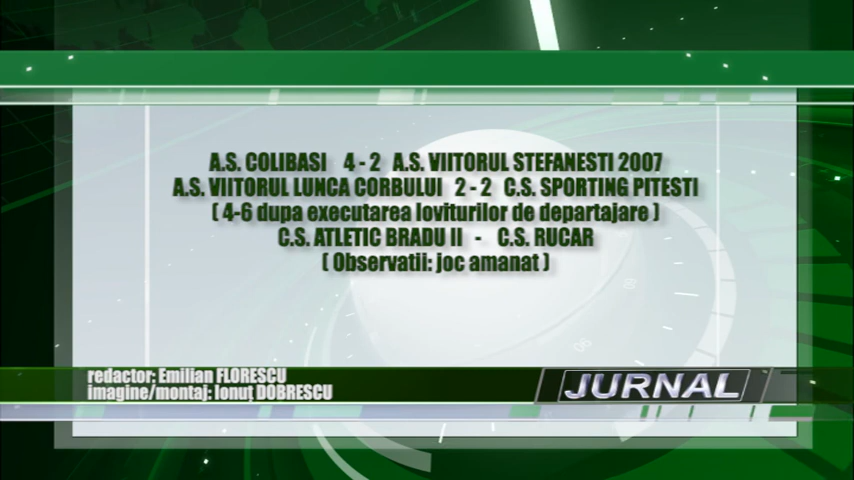 A.S. COLIBASI 4 - 2 A.S. VIITORUL STEFANESTI 2007
A.S. VIITORUL LUNCA CORBULUI 2 - 2 C.S. SPORTING PITESTI
( 4-6 dupa executarea loviturilor de departajare )
C.S. ATLETIC BRADU II - C.S. RUCAR
( Observatii: joc amanat )
redactor: Emilian FLORESCU
imagine/montaj: Ionuț DOBRESCU
JURNAL